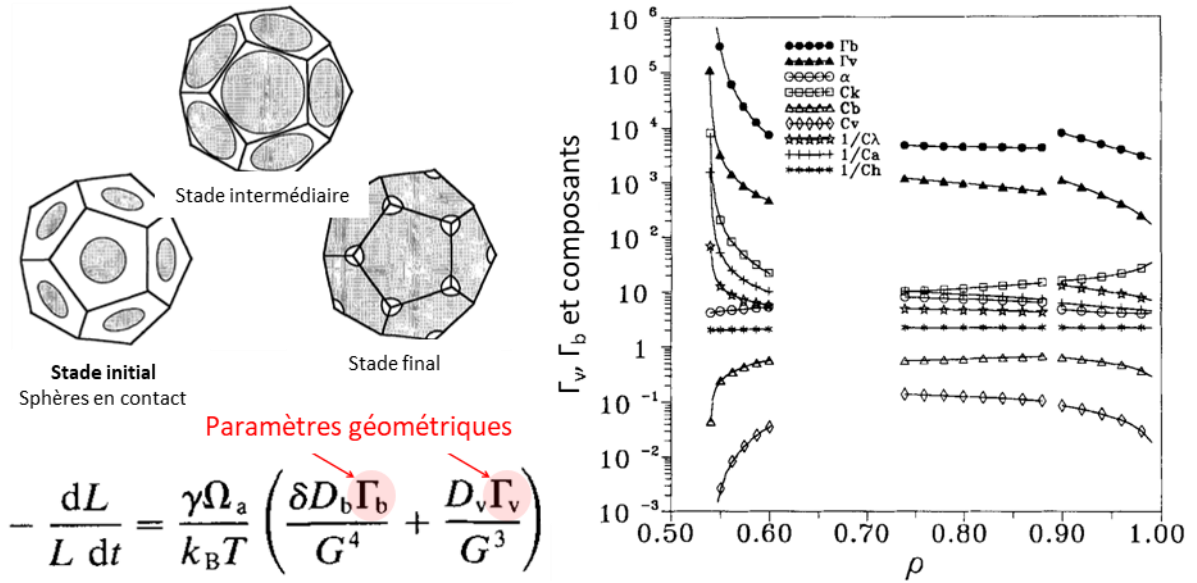 Stade intermédiaire
Stade initial
Sphères en contact
Stade final
Paramètres géométriques
- dL / L dt = γΩa / kBT ( δDbΓb / G⁴ + DvΓv / G³ )
Γv, Γb et composants
10⁶
10⁵
10⁴
10³
10²
10
1
10⁻¹
10⁻²
10⁻³
Γb
Γv
α
Ck
Cb
Cv
1/Cλ
1/Ca
1/Ch
0.50
0.60
0.70
0.80
0.90
1.00
ρ